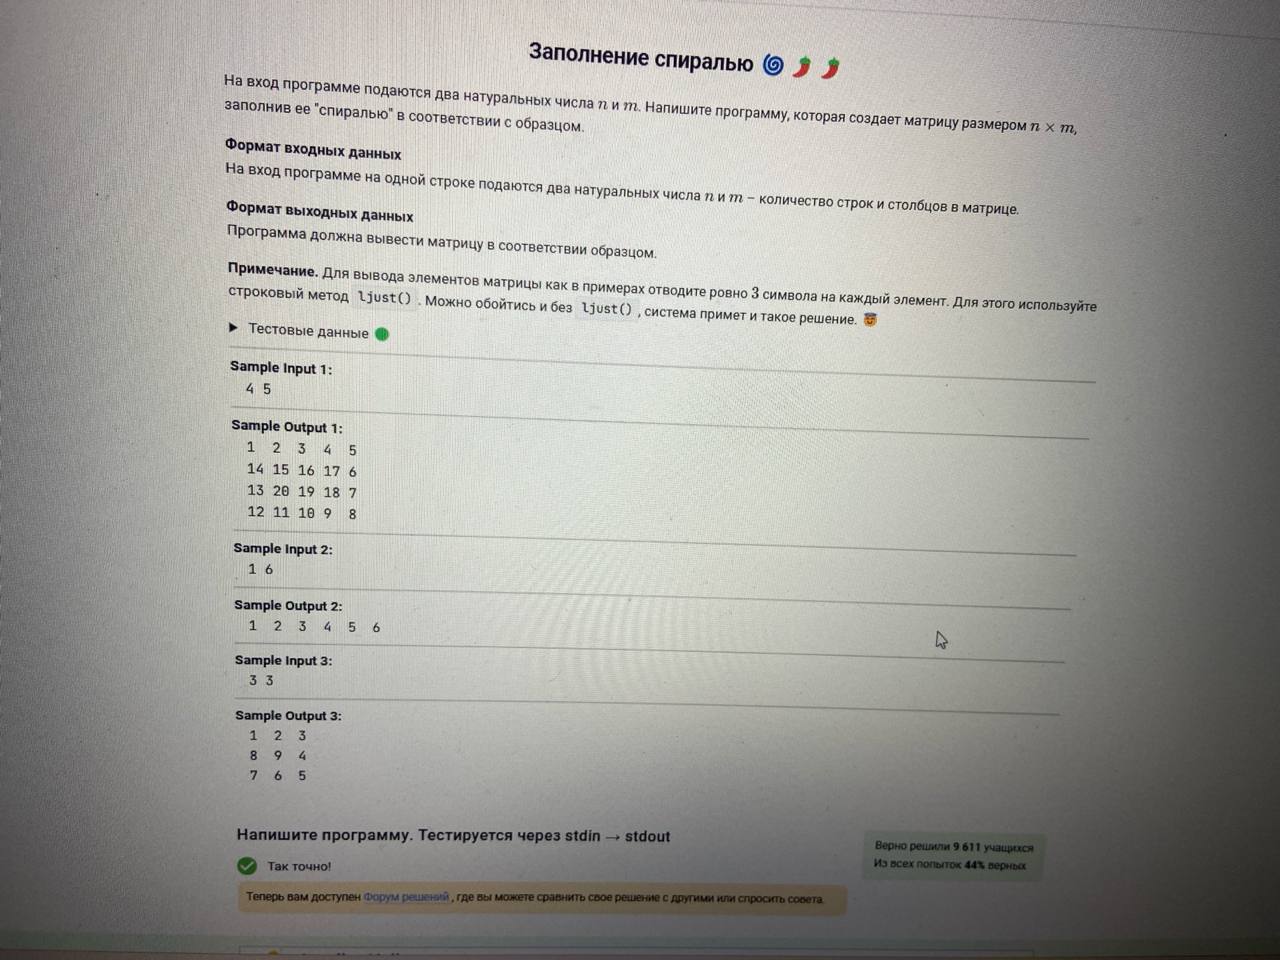 Заполнение спиралью 🌀 🌶️ 🌶️
На вход программе подаются два натуральных числа n и m. Напишите программу, которая создает матрицу размером n × m,
заполнив ее "спиралью" в соответствии с образцом.
Формат входных данных
На вход программе на одной строке подаются два натуральных числа n и m – количество строк и столбцов в матрице.
Формат выходных данных
Программа должна вывести матрицу в соответствии образцом.
Примечание. Для вывода элементов матрицы как в примерах отводите ровно 3 символа на каждый элемент. Для этого используйте
строковый метод ljust() . Можно обойтись и без ljust() , система примет и такое решение. 😇
▶ Тестовые данные 🟢
Sample Input 1:
4 5
Sample Output 1:
1  2  3  4  5
14 15 16 17 6
13 20 19 18 7
12 11 10 9  8
Sample Input 2:
1 6
Sample Output 2:
1  2  3  4  5  6
Sample Input 3:
3 3
Sample Output 3:
1  2  3
8  9  4
7  6  5
Напишите программу. Тестируется через stdin → stdout
Верно решили 9 611 учащихся
Из всех попыток 44% верных
Так точно!
Теперь вам доступен Форум решений , где вы можете сравнить свое решение с другими или спросить совета.